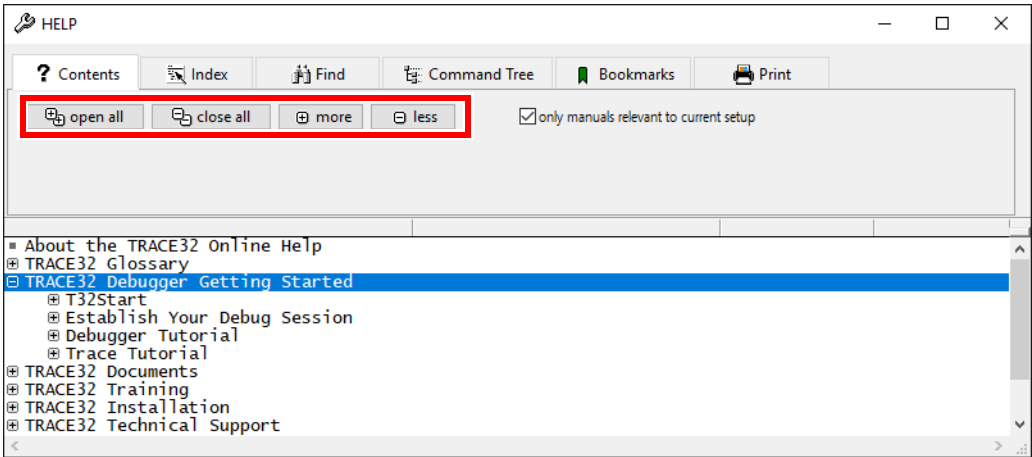 HELP
? Contents Index Find Command Tree Bookmarks Print
open all close all more less only manuals relevant to current setup
About the TRACE32 Online Help
TRACE32 Glossary
TRACE32 Debugger Getting Started
T32Start
Establish Your Debug Session
Debugger Tutorial
Trace Tutorial
TRACE32 Documents
TRACE32 Training
TRACE32 Installation
TRACE32 Technical Support